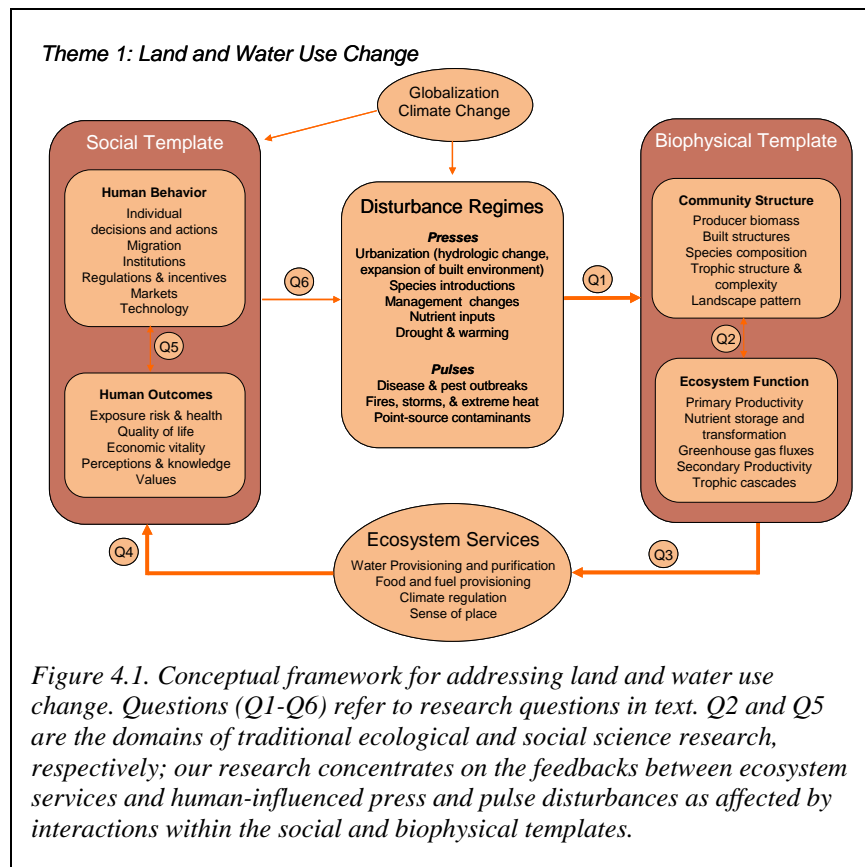 Theme 1: Land and Water Use Change
Globalization
Climate Change
Social Template
Human Behavior
Individual
decisions and actions
Migration
Institutions
Regulations & incentives
Markets
Technology
Q5
Human Outcomes
Exposure risk & health
Quality of life
Economic vitality
Perceptions & knowledge
Values
Q6
Disturbance Regimes
Presses
Urbanization (hydrologic change,
expansion of built environment)
Species introductions
Management changes
Nutrient inputs
Drought & warming
Pulses
Disease & pest outbreaks
Fires, storms, & extreme heat
Point-source contaminants
Q1
Biophysical Template
Community Structure
Producer biomass
Built structures
Species composition
Trophic structure &
complexity
Landscape pattern
Q2
Ecosystem Function
Primary Productivity
Nutrient storage and
transformation
Greenhouse gas fluxes
Secondary Productivity
Trophic cascades
Q4
Ecosystem Services
Water Provisioning and purification
Food and fuel provisioning
Climate regulation
Sense of place
Q3
Figure 4.1. Conceptual framework for addressing land and water use
change. Questions (Q1-Q6) refer to research questions in text. Q2 and Q5
are the domains of traditional ecological and social science research,
respectively; our research concentrates on the feedbacks between ecosystem
services and human-influenced press and pulse disturbances as affected by
interactions within the social and biophysical templates.